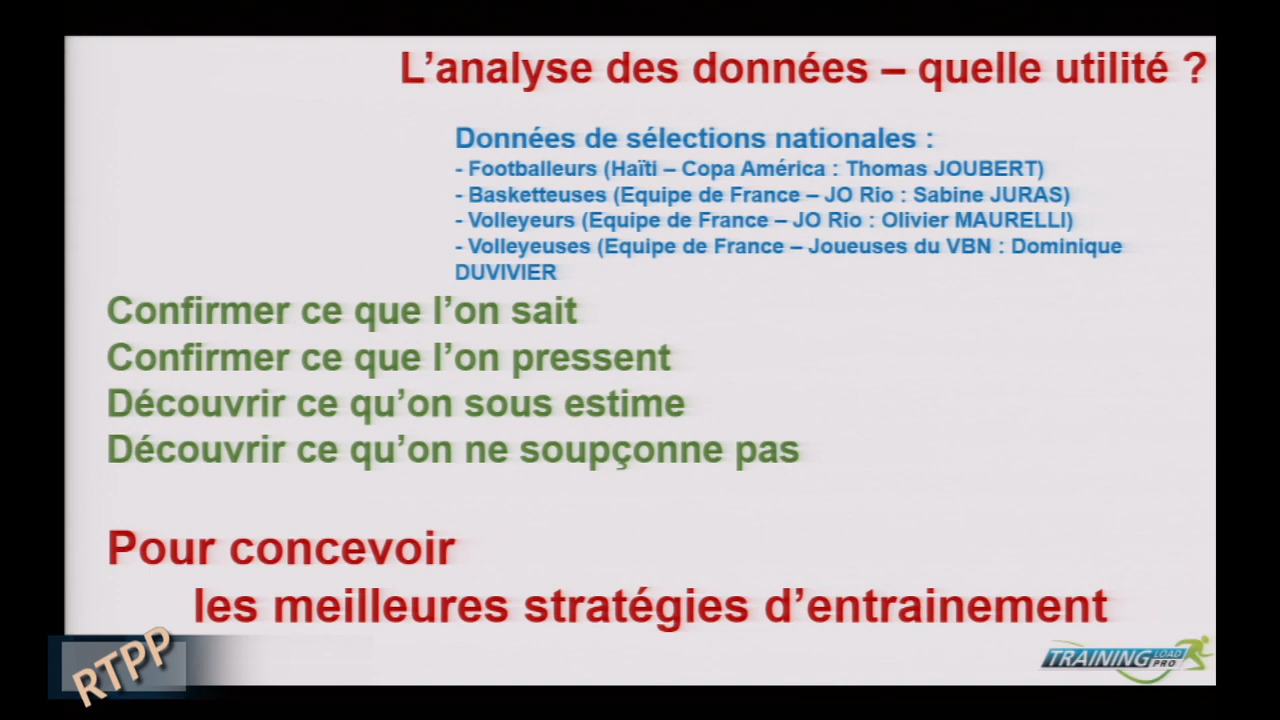 L’analyse des données – quelle utilité ?
Données de sélections nationales :
- Footballeurs (Haïti – Copa América : Thomas JOUBERT)
- Basketteuses (Equipe de France – JO Rio : Sabine JURAS)
- Volleyeurs (Equipe de France – JO Rio : Olivier MAURELLI)
- Volleyeuses (Equipe de France – Joueuses du VBN : Dominique
DUVIVIER
Confirmer ce que l’on sait
Confirmer ce que l’on pressent
Découvrir ce qu’on sous estime
Découvrir ce qu’on ne soupçonne pas
Pour concevoir
les meilleures stratégies d’entrainement
RTPP
TRAINING LOAD PRO